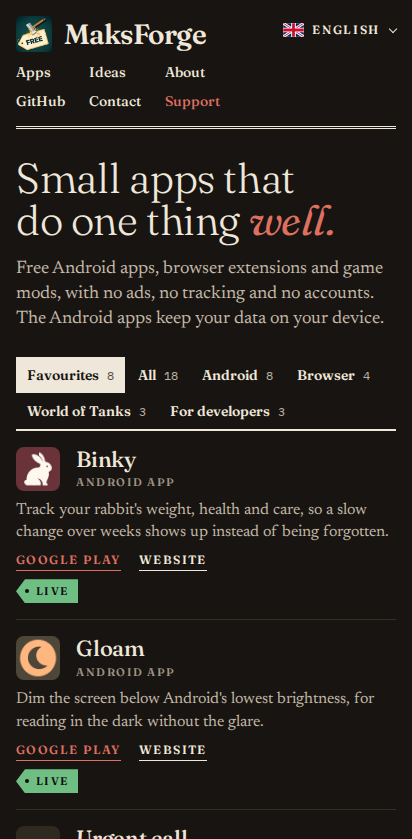 FREE
MaksForge
ENGLISH
Apps Ideas About
GitHub Contact Support
Small apps that
do one thing well.
Free Android apps, browser extensions and game
mods, with no ads, no tracking and no accounts.
The Android apps keep your data on your device.
Favourites 8 All 18 Android 8 Browser 4
World of Tanks 3 For developers 3
Binky
ANDROID APP
Track your rabbit's weight, health and care, so a slow
change over weeks shows up instead of being forgotten.
GOOGLE PLAY WEBSITE
LIVE
Gloam
ANDROID APP
Dim the screen below Android's lowest brightness, for
reading in the dark without the glare.
GOOGLE PLAY WEBSITE
LIVE
Urgent call